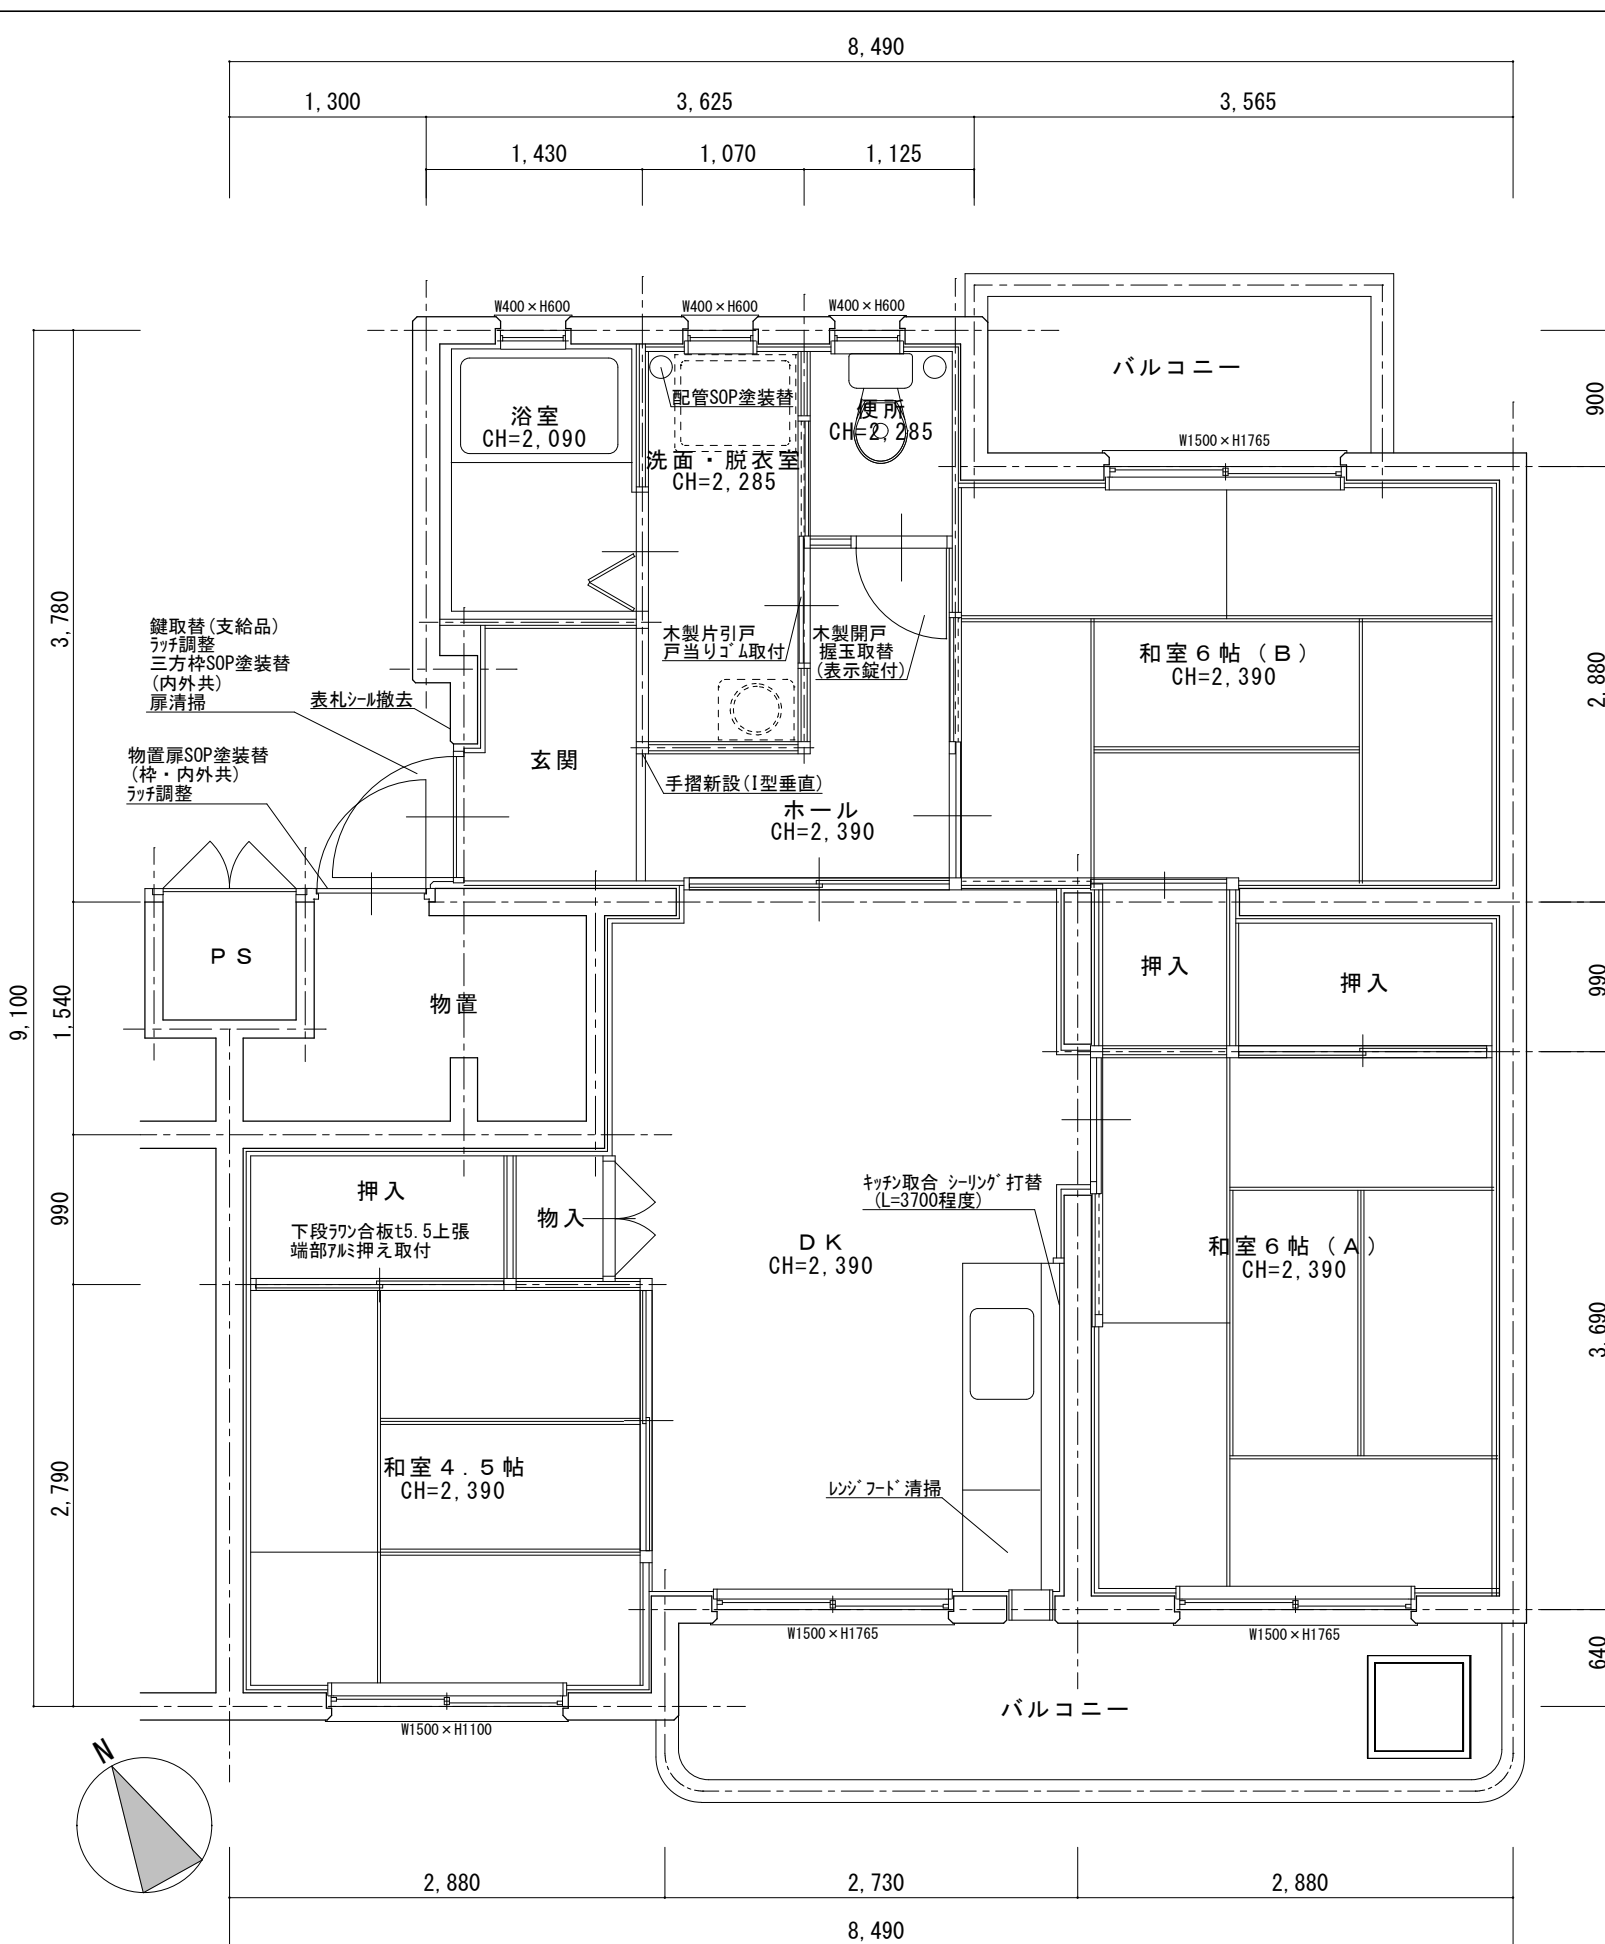 8,490
1,300
3,625
3,565
1,430
1,070
1,125
W400×H600
W400×H600
W400×H600
バルコニー
900
W1500×H1765
配管SOP塗装替
浴室
CH=2,090
便所
CH=2,285
洗面・脱衣室
CH=2,285
3,780
鍵取替(支給品)
ラッチ調整
三方枠SOP塗装替
(内外共)
扉清掃
表札シール撤去
木製片引戸
戸当りゴム取付
木製開戸
握玉取替
(表示錠付)
和室6帖(B)
CH=2,390
2,880
物置扉SOP塗装替
(枠・内外共)
ラッチ調整
玄関
手摺新設(I型垂直)
ホール
CH=2,390
PS
物置
押入
押入
990
9,100
1,540
990
押入
下段ラワン合板t5.5上張
端部アルミ押え取付
物入
キッチン取合 シーリング打替
(L=3700程度)
DK
CH=2,390
和室6帖(A)
CH=2,390
3,690
2,790
和室4.5帖
CH=2,390
レンジフード清掃
W1500×H1765
W1500×H1765
640
バルコニー
W1500×H1100
N
2,880
2,730
2,880
8,490